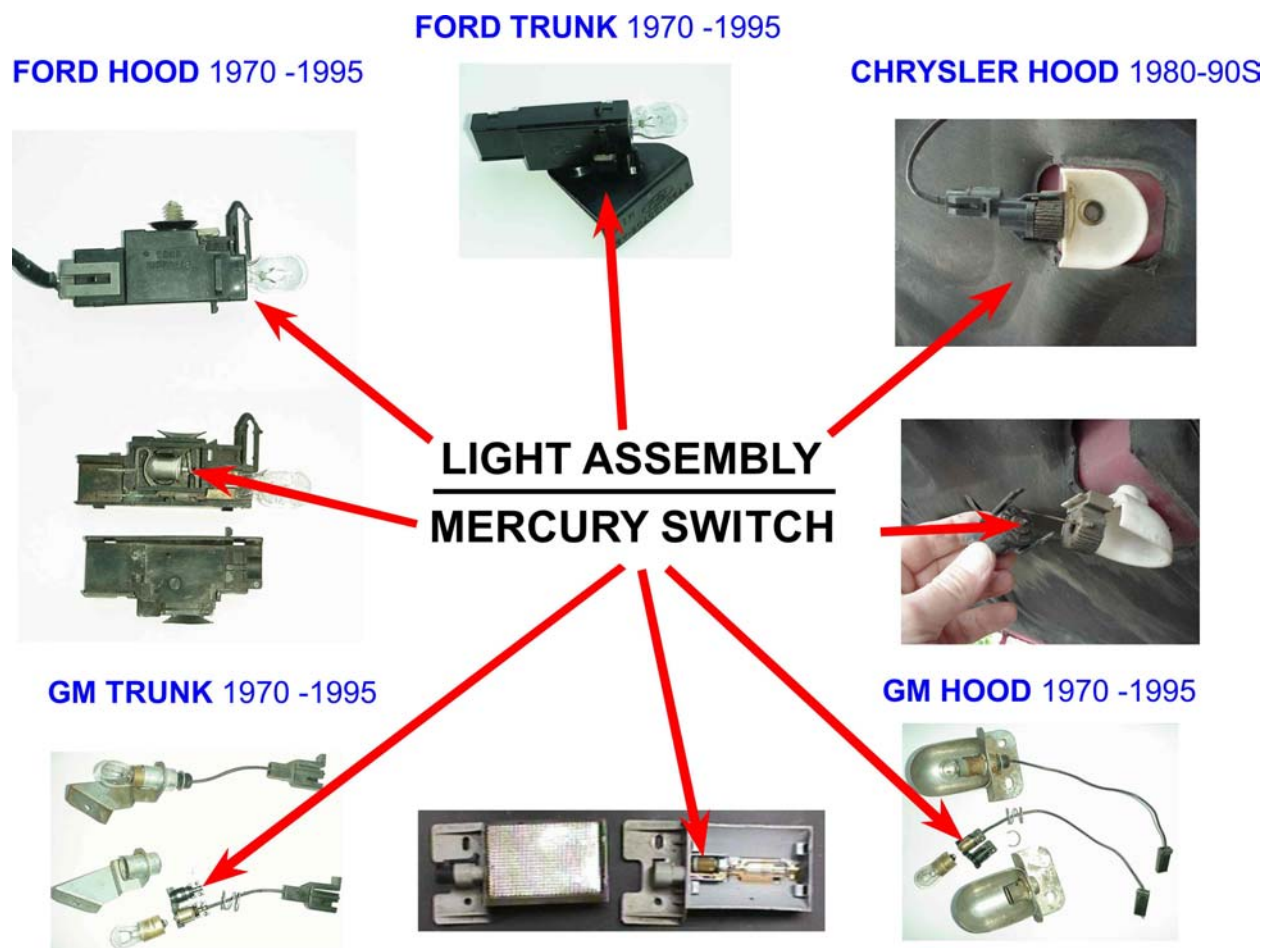 FORD TRUNK 1970 -1995
FORD HOOD 1970 -1995
CHRYSLER HOOD 1980-90S
LIGHT ASSEMBLY
MERCURY SWITCH
GM TRUNK 1970 -1995
GM HOOD 1970 -1995